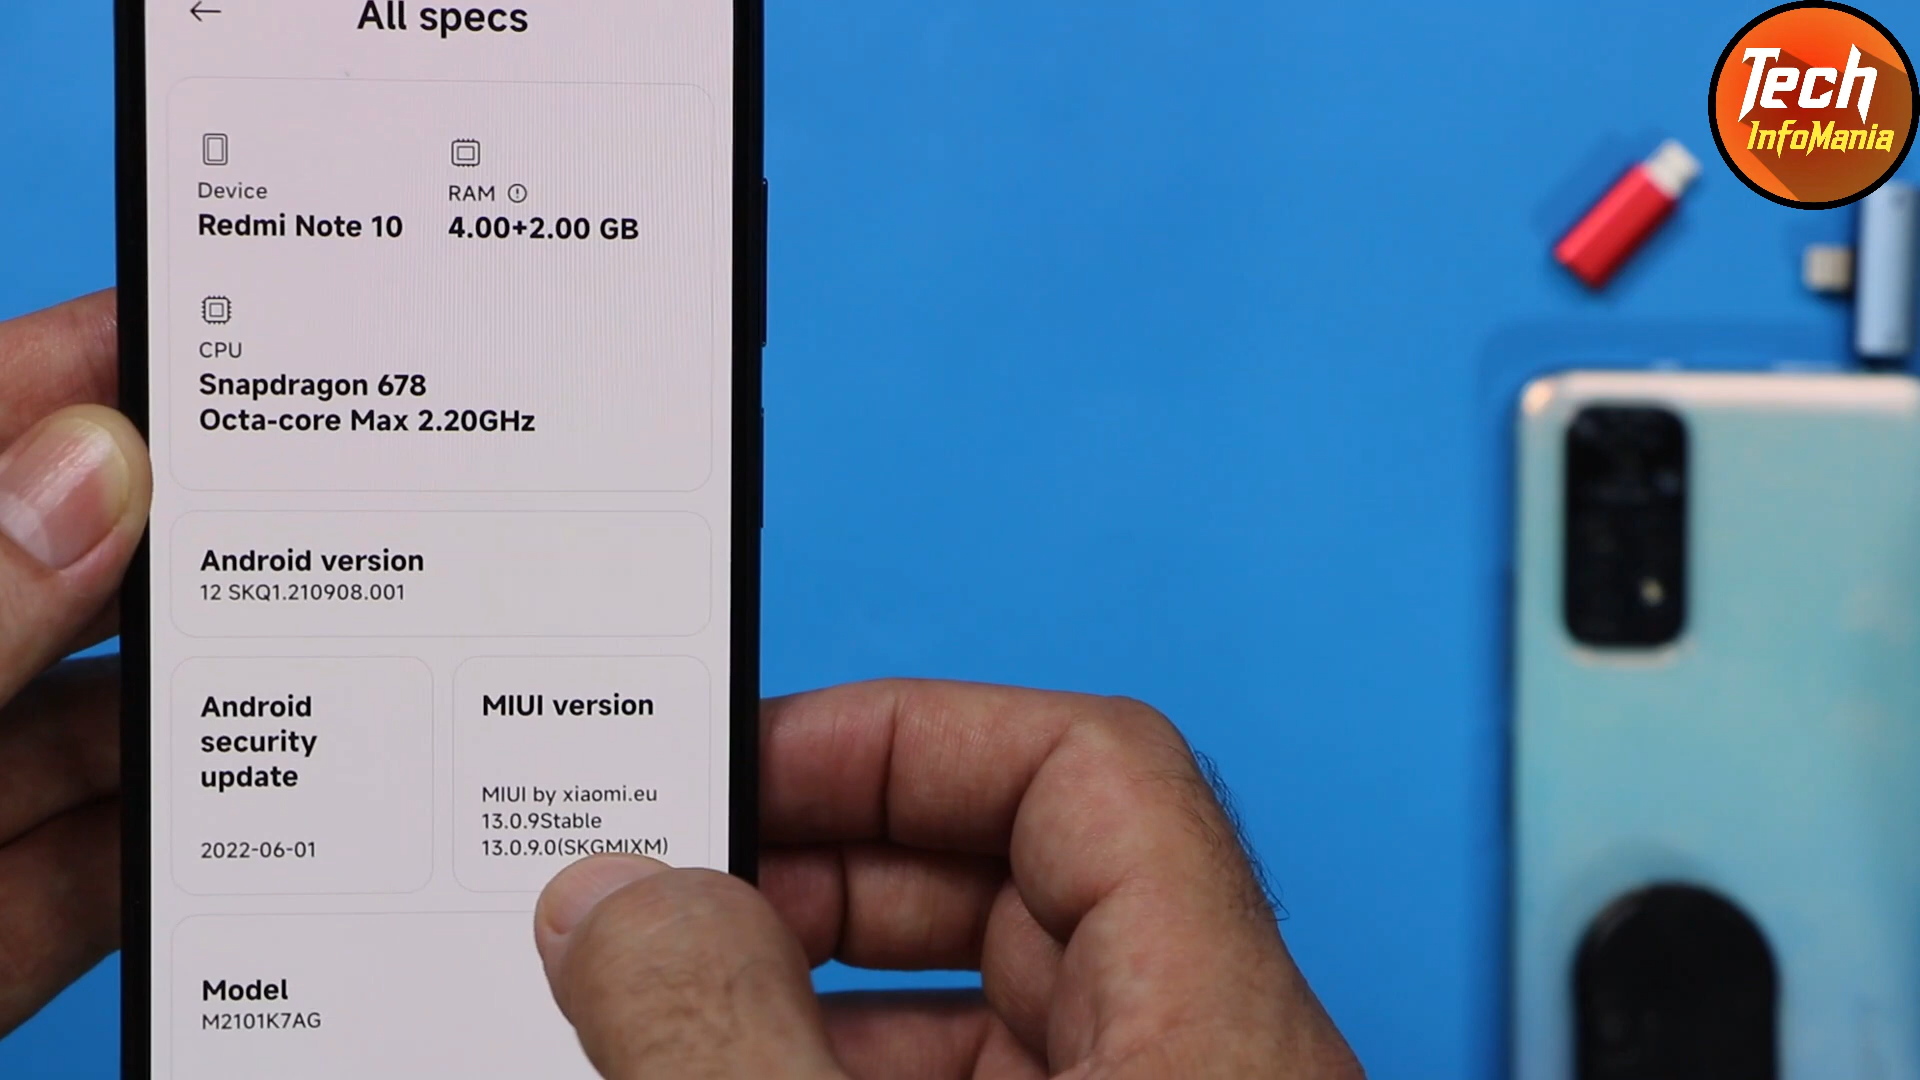 All specs
Device
Redmi Note 10
RAM
4.00+2.00 GB
CPU
Snapdragon 678
Octa-core Max 2.20GHz
Android version
12 SKQ1.210908.001
Android
security
update
2022-06-01
MIUI version
MIUI by xiaomi.eu
13.0.9Stable
13.0.9.0(SKGMIXM)
Model
M2101K7AG
Tech
InfoMania